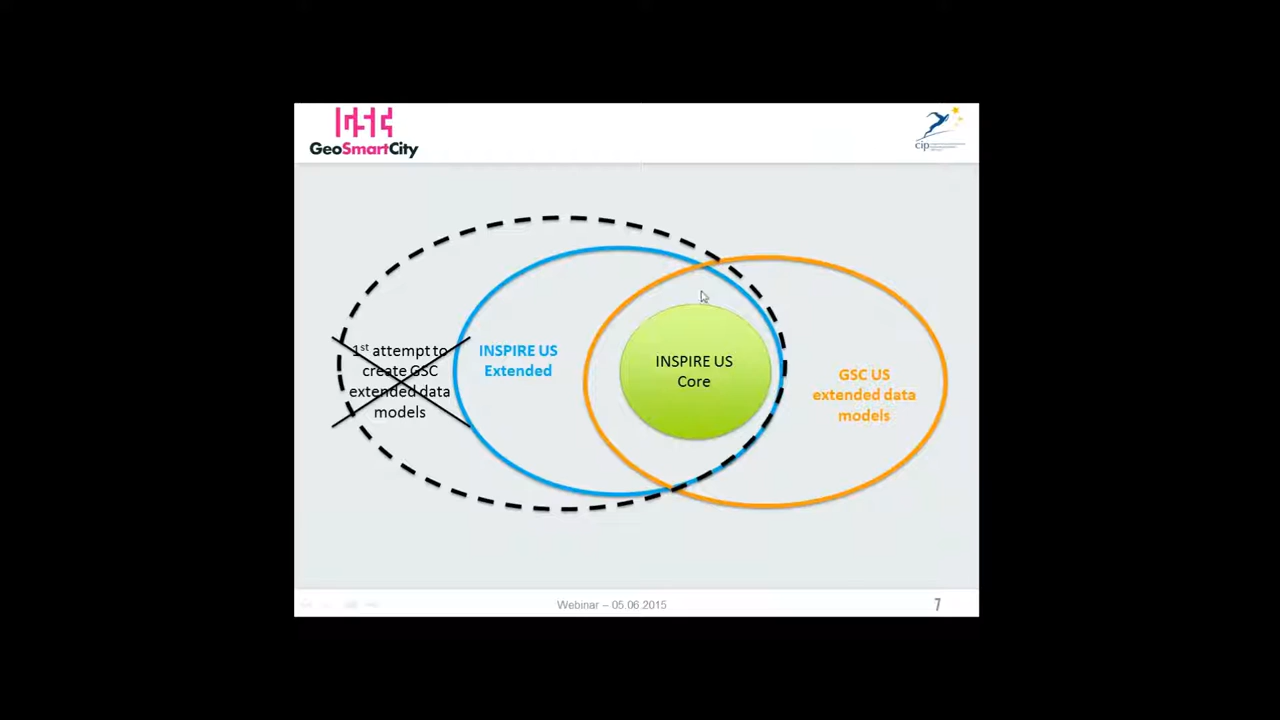 GeoSmartCity
cip
1st attempt to
create GSC
extended data
models
INSPIRE US
Extended
INSPIRE US
Core
GSC US
extended data
models
Webinar – 05.06.2015
7